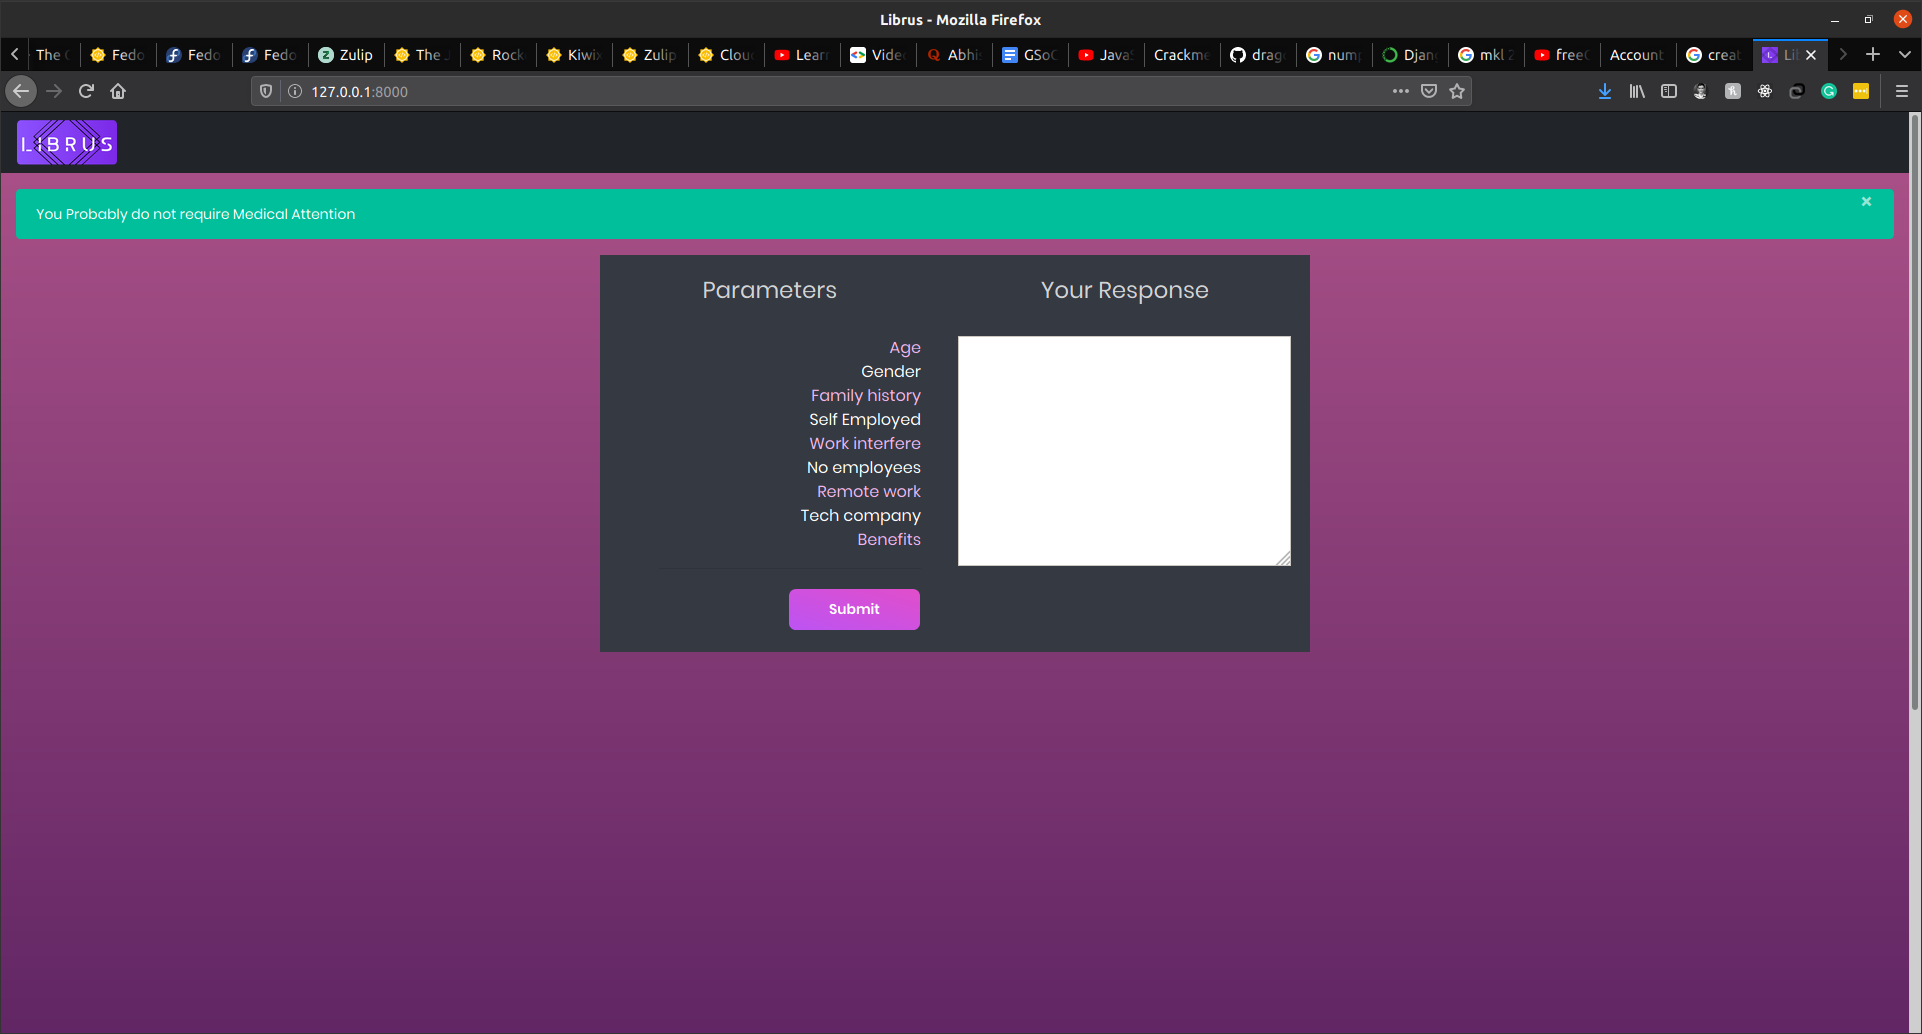 Librus - Mozilla Firefox
The Fedo Fedo Fedo Zulip The Rock Kiwi Zulip Clou Lear Vide Abhi GSoC Java Crackme drag num Djan mkl free Account creat Li
127.0.0.1:8000
LIBRUS
You Probably do not require Medical Attention ×
Parameters Your Response
Age
Gender
Family history
Self Employed
Work interfere
No employees
Remote work
Tech company
Benefits
Submit